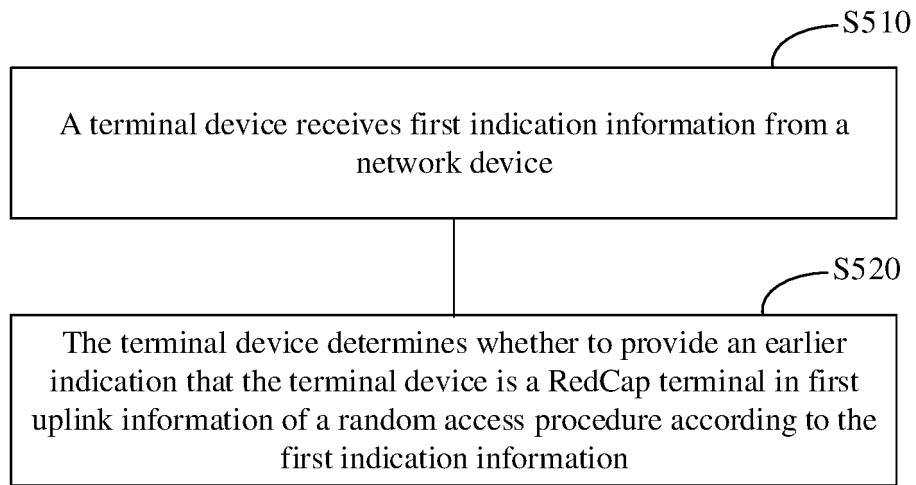 S510
A terminal device receives first indication information from a
network device
S520
The terminal device determines whether to provide an earlier
indication that the terminal device is a RedCap terminal in first
uplink information of a random access procedure according to the
first indication information